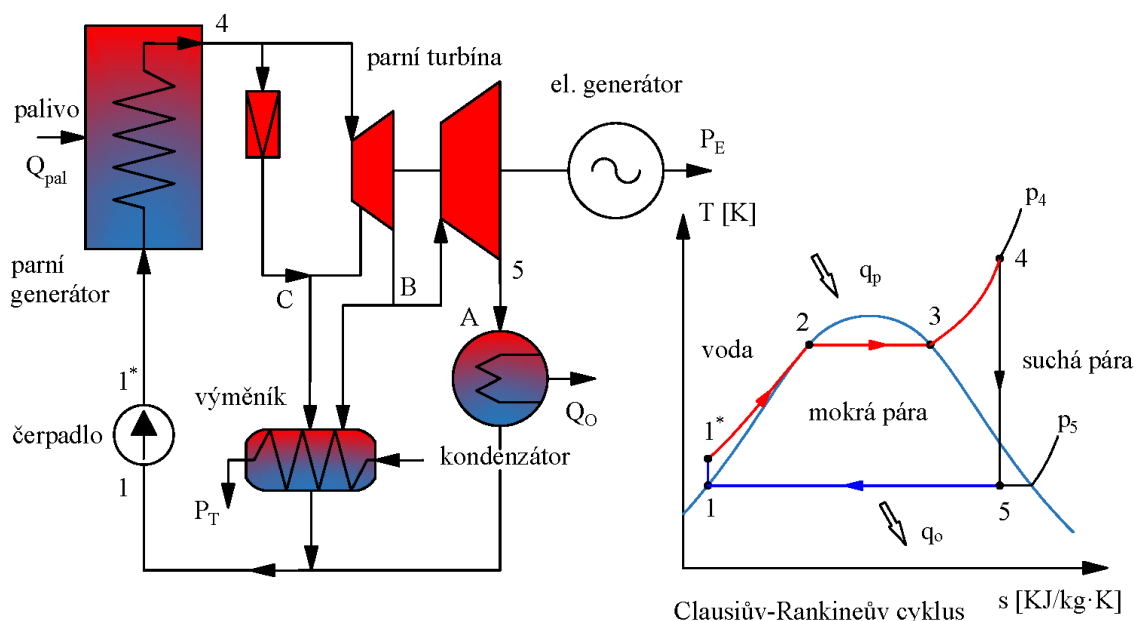 4
parní turbína
el. generátor
palivo
Q_pal
P_E
parní
generátor
C
B
5
A
1*
výměník
Q_O
čerpadlo
kondenzátor
1
P_T
T [K]
p_4
4
q_p
2
3
voda
suchá pára
mokrá pára
1*
p_5
1
5
q_o
Clausiův-Rankineův cyklus
s [KJ/kg·K]